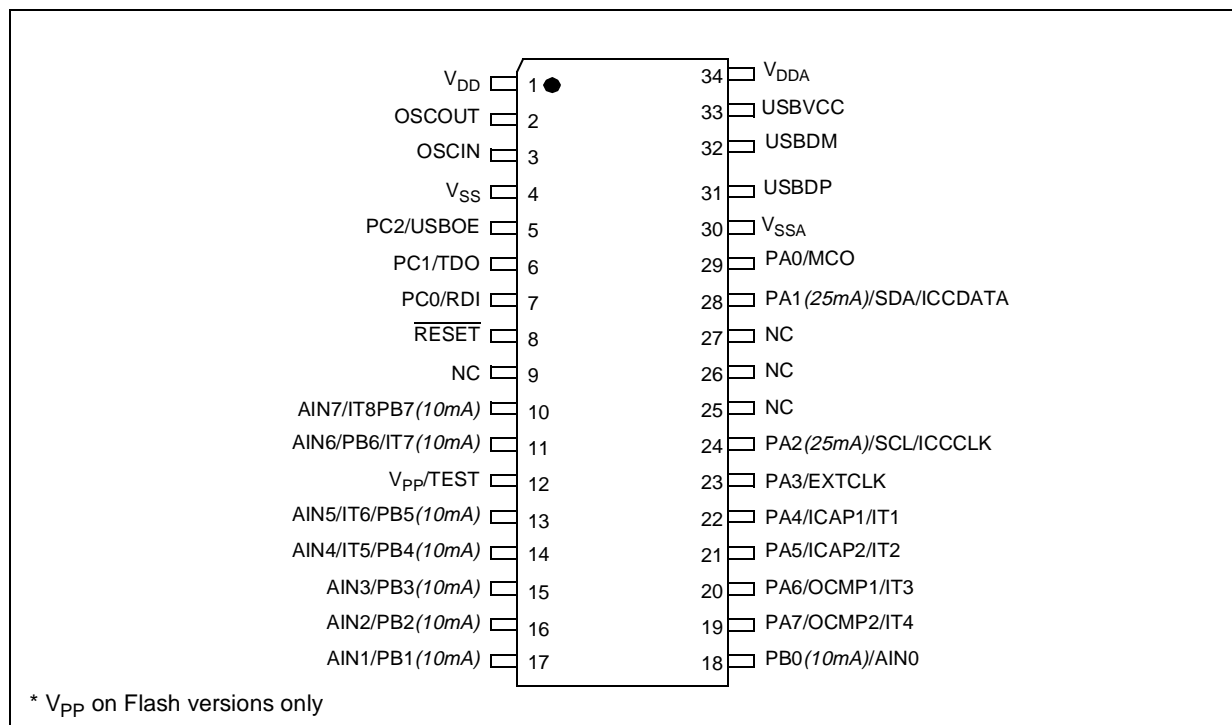 VDD 1 34 VDDA
OSCOUT 2 33 USBVCC
OSCIN 3 32 USBDM
VSS 4 31 USBDP
PC2/USBOE 5 30 VSSA
PC1/TDO 6 29 PA0/MCO
PC0/RDI 7 28 PA1(25mA)/SDA/ICCDATA
RESET 8 27 NC
NC 9 26 NC
AIN7/IT8PB7(10mA) 10 25 NC
AIN6/PB6/IT7(10mA) 11 24 PA2(25mA)/SCL/ICCCLK
VPP/TEST 12 23 PA3/EXTCLK
AIN5/IT6/PB5(10mA) 13 22 PA4/ICAP1/IT1
AIN4/IT5/PB4(10mA) 14 21 PA5/ICAP2/IT2
AIN3/PB3(10mA) 15 20 PA6/OCMP1/IT3
AIN2/PB2(10mA) 16 19 PA7/OCMP2/IT4
AIN1/PB1(10mA) 17 18 PB0(10mA)/AIN0
* VPP on Flash versions only